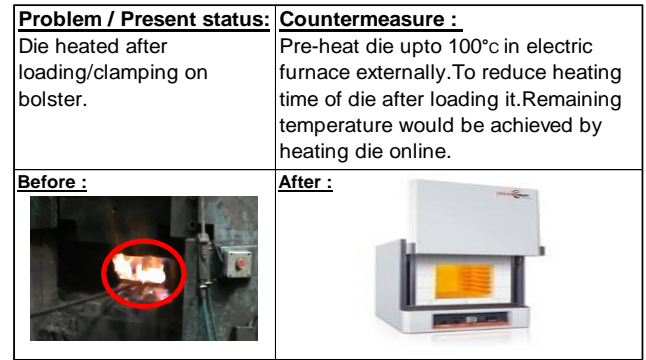 Problem / Present status:
Die heated after
loading/clamping on
bolster.
Countermeasure :
Pre-heat die upto 100°c in electric
furnace externally.To reduce heating
time of die after loading it.Remaining
temperature would be achieved by
heating die online.
Before :
After :